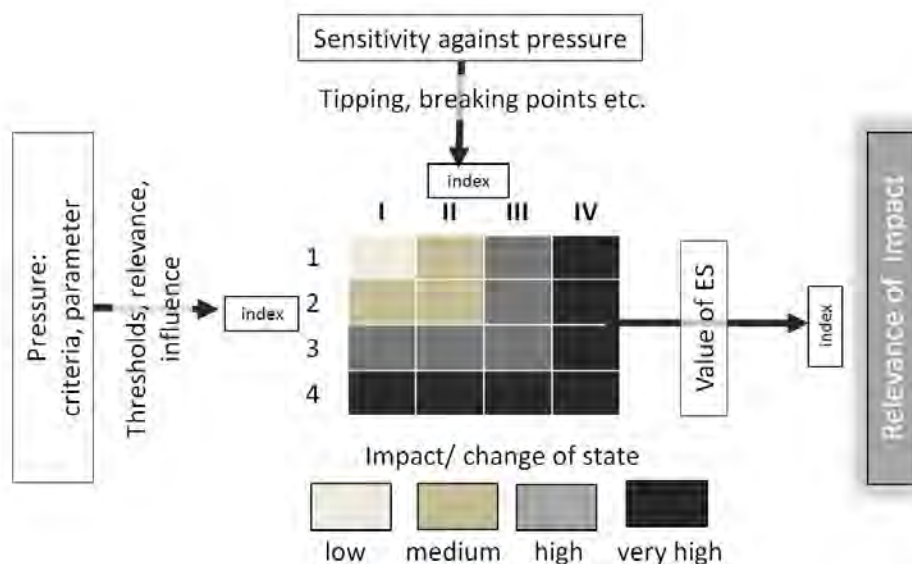 Sensitivity against pressure
Tipping, breaking points etc.
index
Pressure:
criteria, parameter
Thresholds, relevance,
influence
index
I II III IV
1
2
3
4
Value of ES
index
Relevance of Impact
Impact/ change of state
low medium high very high